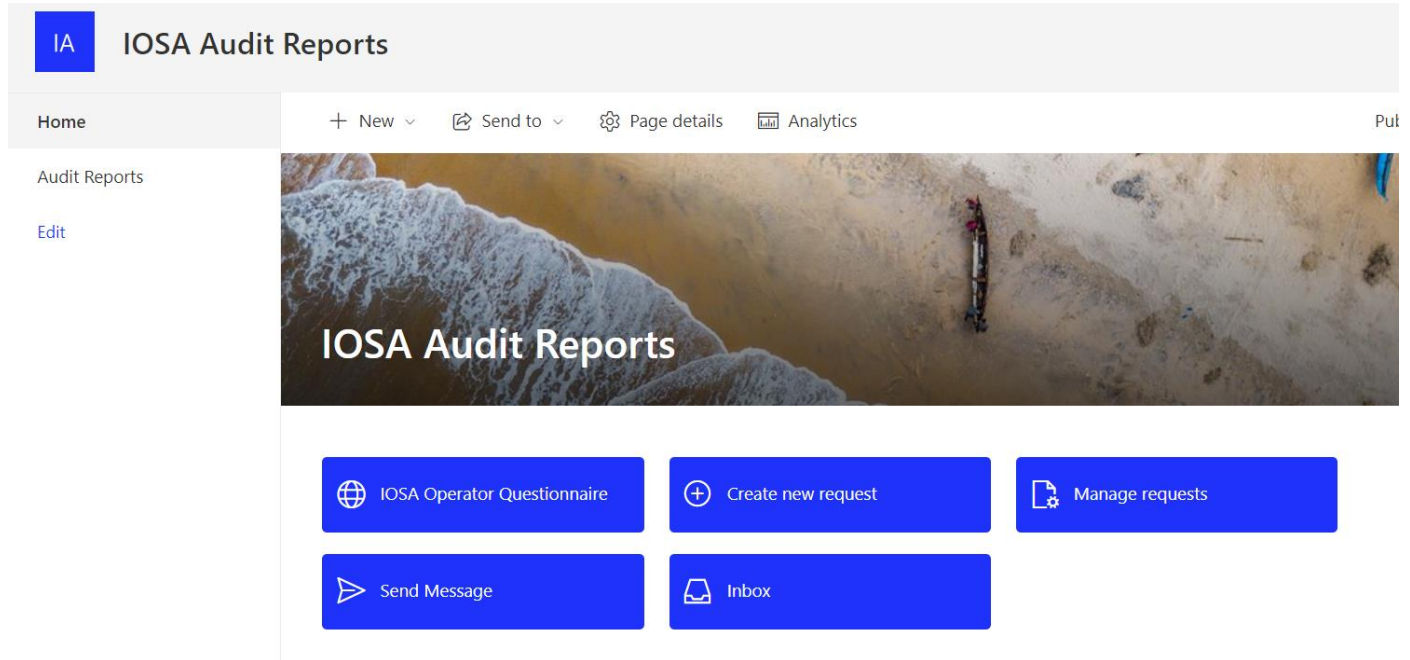 IA IOSA Audit Reports
Home
+ New Send to Page details Analytics
Audit Reports
Edit
IOSA Audit Reports
IOSA Operator Questionnaire Create new request Manage requests
Send Message Inbox